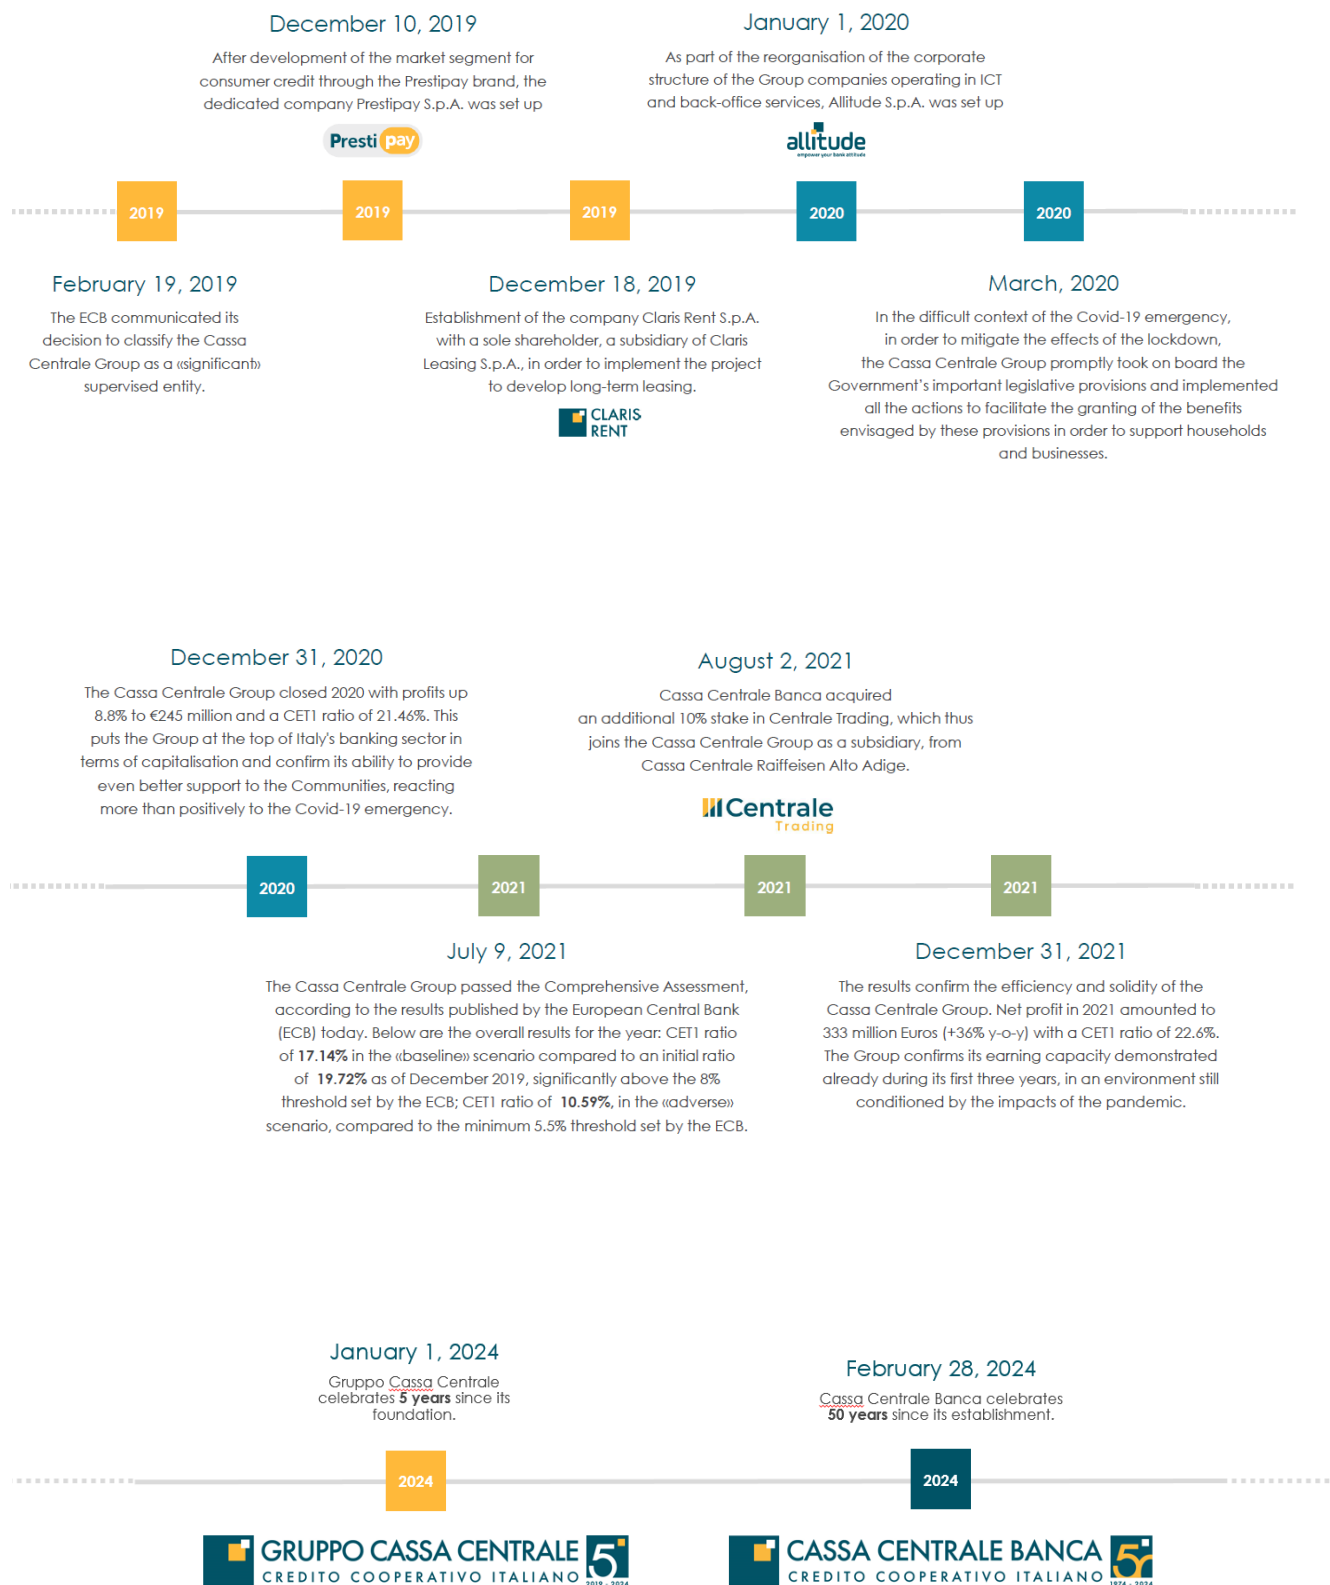 December 10, 2019
After development of the market segment for
consumer credit through the Prestipay brand, the
dedicated company Prestipay S.p.A. was set up
Presti pay
January 1, 2020
As part of the reorganisation of the corporate
structure of the Group companies operating in ICT
and back-office services, Allitude S.p.A. was set up
allitude
empower your bank attitude
2019
2019
2019
2020
2020
February 19, 2019
The ECB communicated its
decision to classify the Cassa
Centrale Group as a «significant»
supervised entity.
December 18, 2019
Establishment of the company Claris Rent S.p.A.
with a sole shareholder, a subsidiary of Claris
Leasing S.p.A., in order to implement the project
to develop long-term leasing.
CLARIS
RENT
March, 2020
In the difficult context of the Covid-19 emergency,
in order to mitigate the effects of the lockdown,
the Cassa Centrale Group promptly took on board the
Government's important legislative provisions and implemented
all the actions to facilitate the granting of the benefits
envisaged by these provisions in order to support households
and businesses.
December 31, 2020
The Cassa Centrale Group closed 2020 with profits up
8.8% to €245 million and a CET1 ratio of 21.46%. This
puts the Group at the top of Italy's banking sector in
terms of capitalisation and confirm its ability to provide
even better support to the Communities, reacting
more than positively to the Covid-19 emergency.
August 2, 2021
Cassa Centrale Banca acquired
an additional 10% stake in Centrale Trading, which thus
joins the Cassa Centrale Group as a subsidiary, from
Cassa Centrale Raiffeisen Alto Adige.
Centrale
Trading
2020
2021
2021
2021
July 9, 2021
The Cassa Centrale Group passed the Comprehensive Assessment,
according to the results published by the European Central Bank
(ECB) today. Below are the overall results for the year: CET1 ratio
of 17.14% in the «baseline» scenario compared to an initial ratio
of 19.72% as of December 2019, significantly above the 8%
threshold set by the ECB; CET1 ratio of 10.59%, in the «adverse»
scenario, compared to the minimum 5.5% threshold set by the ECB.
December 31, 2021
The results confirm the efficiency and solidity of the
Cassa Centrale Group. Net profit in 2021 amounted to
333 million Euros (+36% y-o-y) with a CET1 ratio of 22.6%.
The Group confirms its earning capacity demonstrated
already during its first three years, in an environment still
conditioned by the impacts of the pandemic.
January 1, 2024
Gruppo Cassa Centrale
celebrates 5 years since its
foundation.
February 28, 2024
Cassa Centrale Banca celebrates
50 years since its establishment.
2024
2024
GRUPPO CASSA CENTRALE
CREDITO COOPERATIVO ITALIANO
5
2019 - 2024
CASSA CENTRALE BANCA
CREDITO COOPERATIVO ITALIANO
50
1974 - 2024